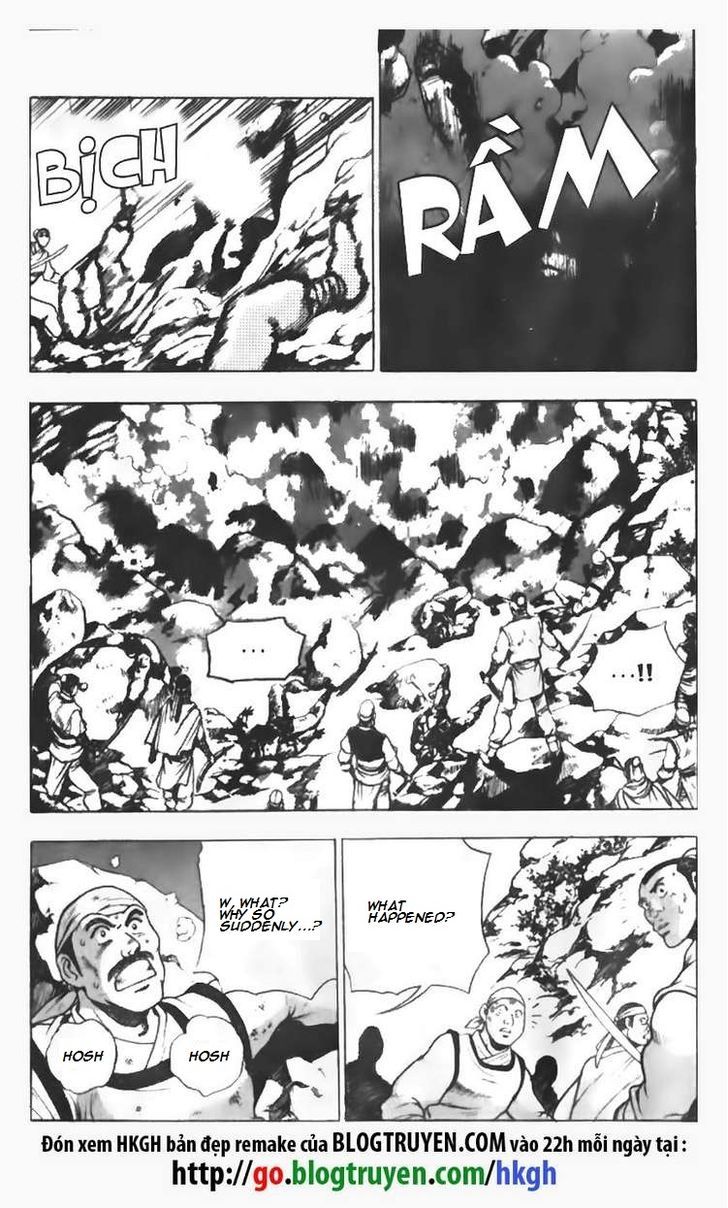 BỊCH
RẦM
...
...!!
W, WHAT?
WHY SO
SUDDENLY...?
HOSH
HOSH
WHAT
HAPPENED?
Đón xem HKGH bản đẹp remake của BLOGTRUYEN.COM vào 22h mỗi ngày tại :
http://go.blogtruyen.com/hkgh